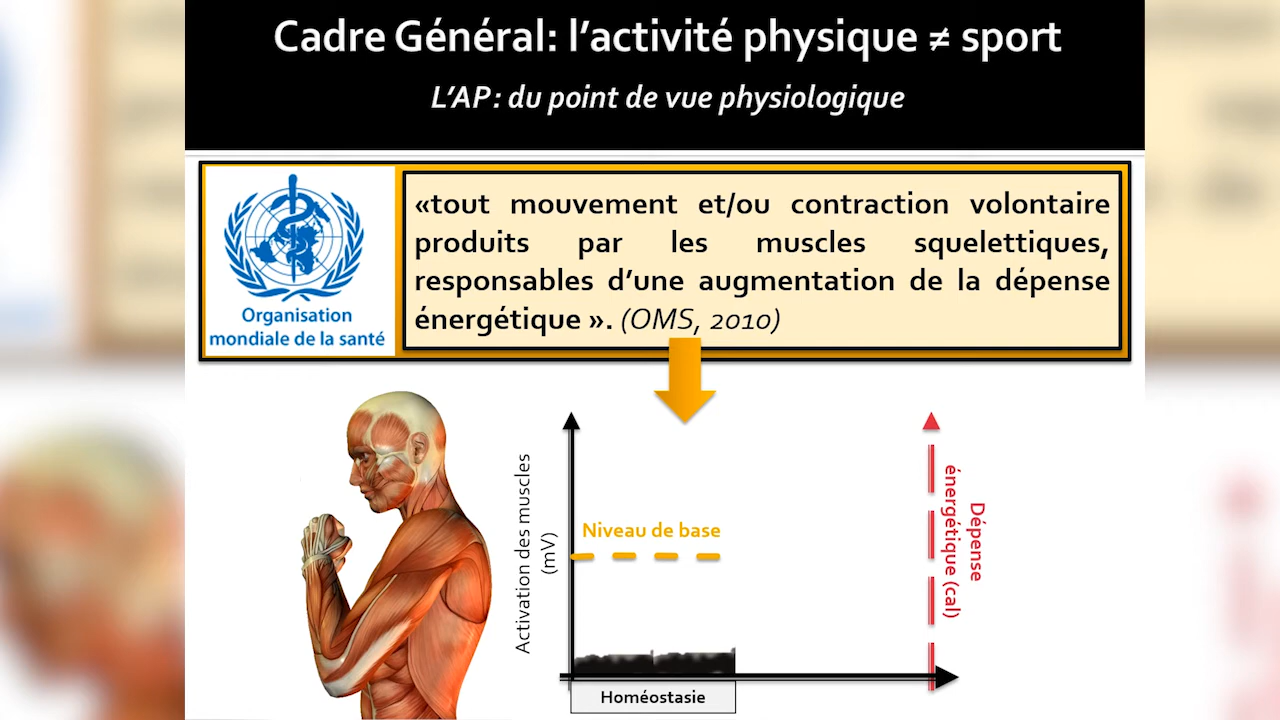 Cadre Général: l'activité physique ≠ sport
L'AP : du point de vue physiologique
Organisation
mondiale de la santé
«tout mouvement et/ou contraction volontaire
produits par les muscles squelettiques,
responsables d'une augmentation de la dépense
énergétique ». (OMS, 2010)
Activation des muscles
(mV)
Niveau de base
Homéostasie
Dépense
énergétique (cal)